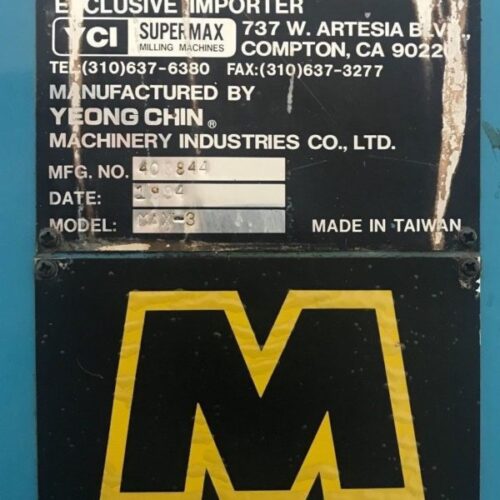 EXCLUSIVE IMPORTER
YCI SUPERMAX MILLING MACHINES
737 W. ARTESIA
COMPTON, CA
TEL:(310)637-6380 FAX:(310)637-3277
MANUFACTURED BY
YEONG CHIN ®
MACHINERY INDUSTRIES CO., LTD.
MFG. NO.
DATE:
MODEL: MAX-3 MADE IN TAIWAN
M